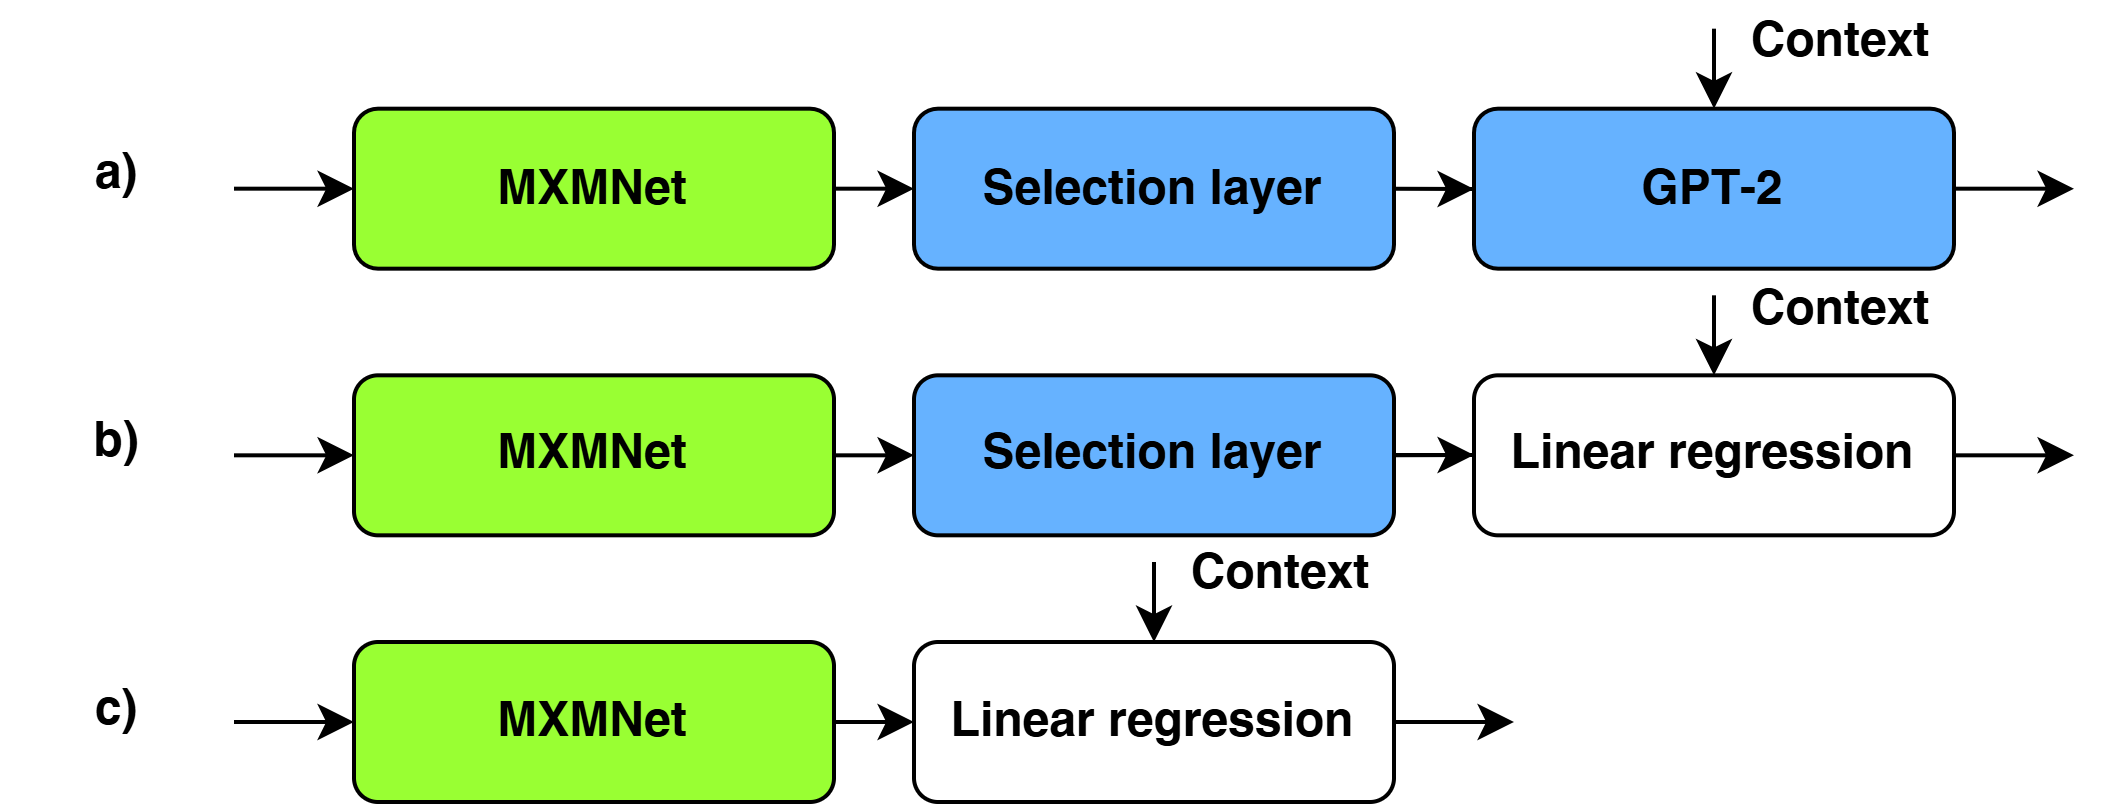 Context
a) MXMNet Selection layer GPT-2
Context
b) MXMNet Selection layer Linear regression
Context
c) MXMNet Linear regression